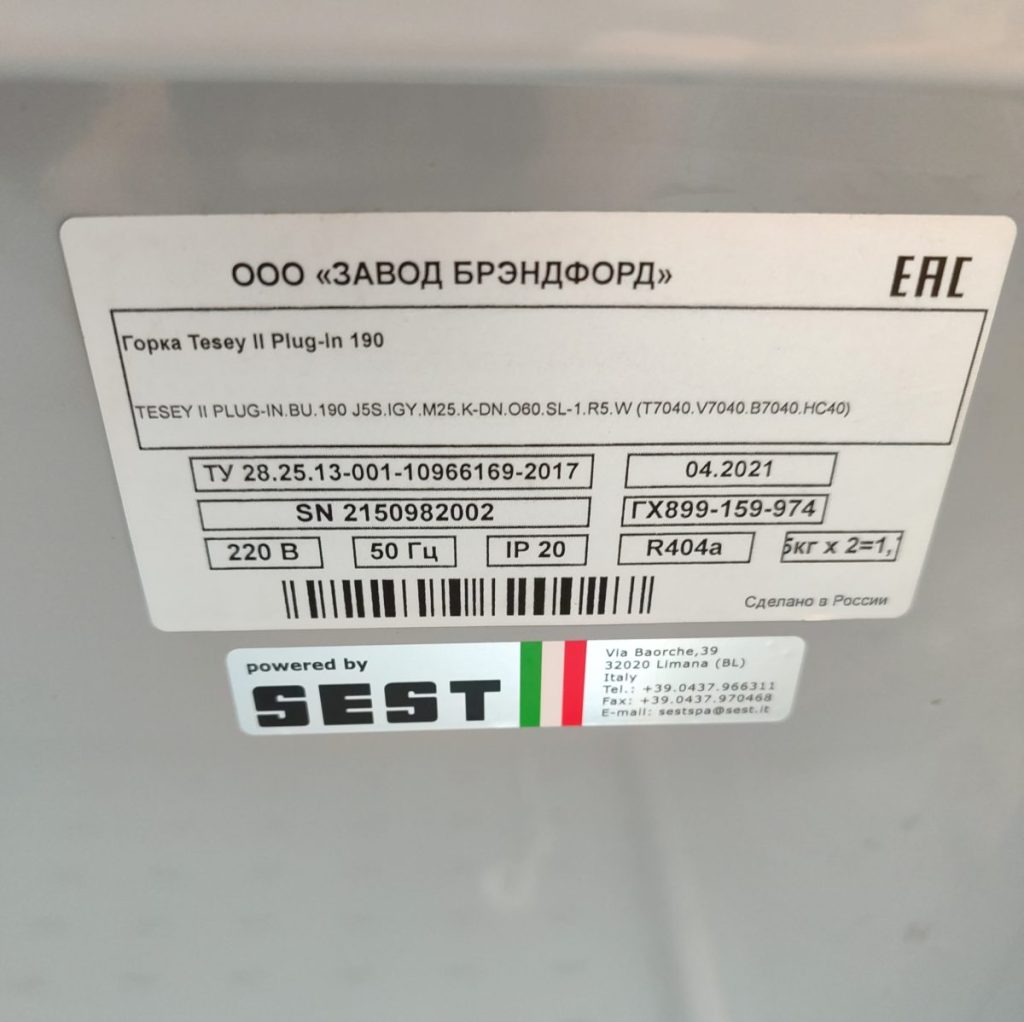 ООО «ЗАВОД БРЭНДФОРД»
EAC
Горка Tesey II Plug-In 190
TESEY II PLUG-IN.BU.190 J5S.IGY.M25.K-DN.O60.SL-1.R5.W (T7040.V7040.B7040.HC40)
ТУ 28.25.13-001-10966169-2017
04.2021
SN 2150982002
ГХ899-159-974
220 В
50 Гц
IP 20
R404a
5кг x 2=1,
Сделано в России
powered by
SEST
Via Baorche,39
32020 Limana (BL)
Italy
Tel.: +39.0437.966311
Fax: +39.0437.970468
E-mail: sestspa@sest.it